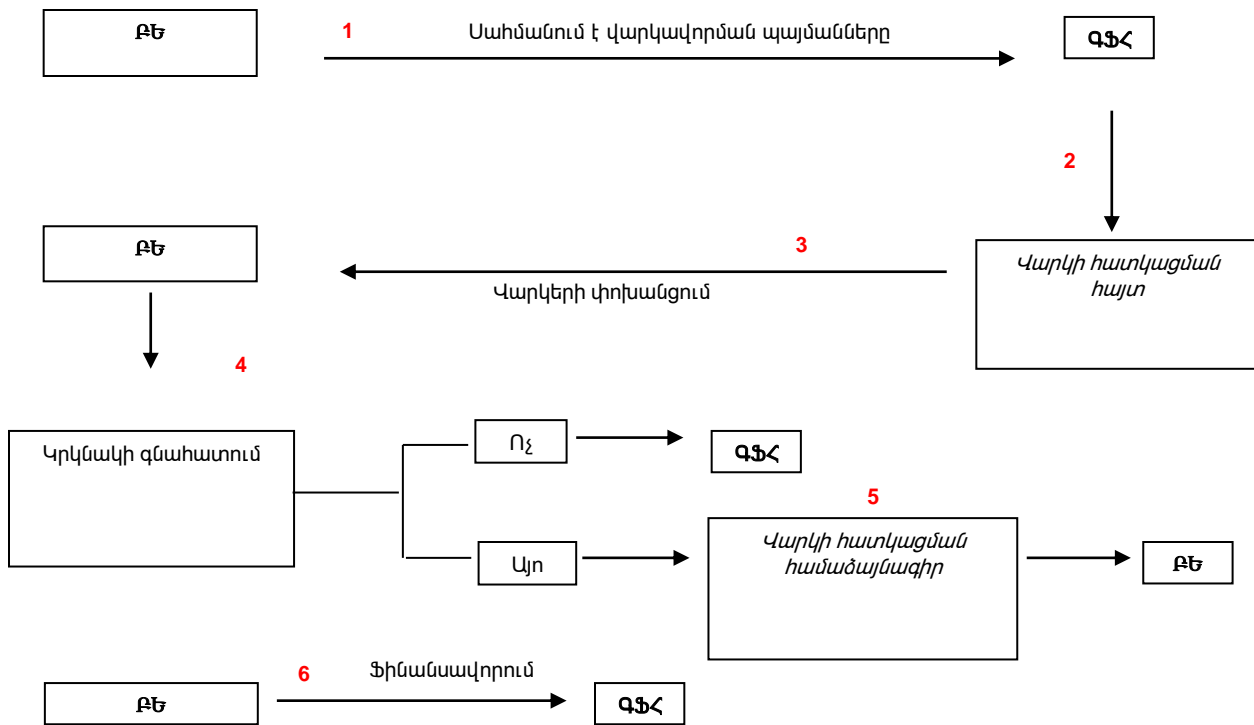 ԲԵ
1
Սահմանում է վարկավորման պայմանները
ԳՖՀ
2
ԲԵ
3
Վարկի հատկացման
հայտ
Վարկերի փոխանցում
4
Կրկնակի գնահատում
Ոչ
ԳՖՀ
5
Այո
Վարկի հատկացման
համաձայնագիր
ԲԵ
6
Ֆինանսավորում
ԲԵ
ԳՖՀ